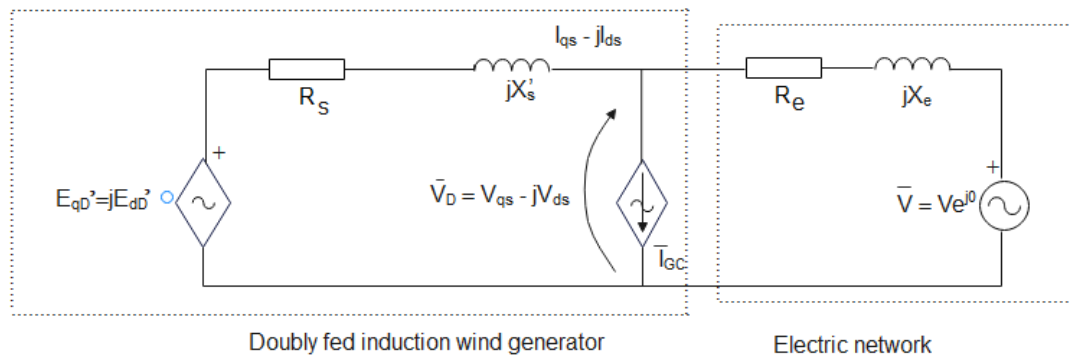 I_qs - jI_ds
R_S
jX_s'
R_e
jX_e
+
+
E_qD'=jE_dD'
V̄_D = V_qs - jV_ds
V̄ = Ve^j0
Ī_GC
Doubly fed induction wind generator
Electric network